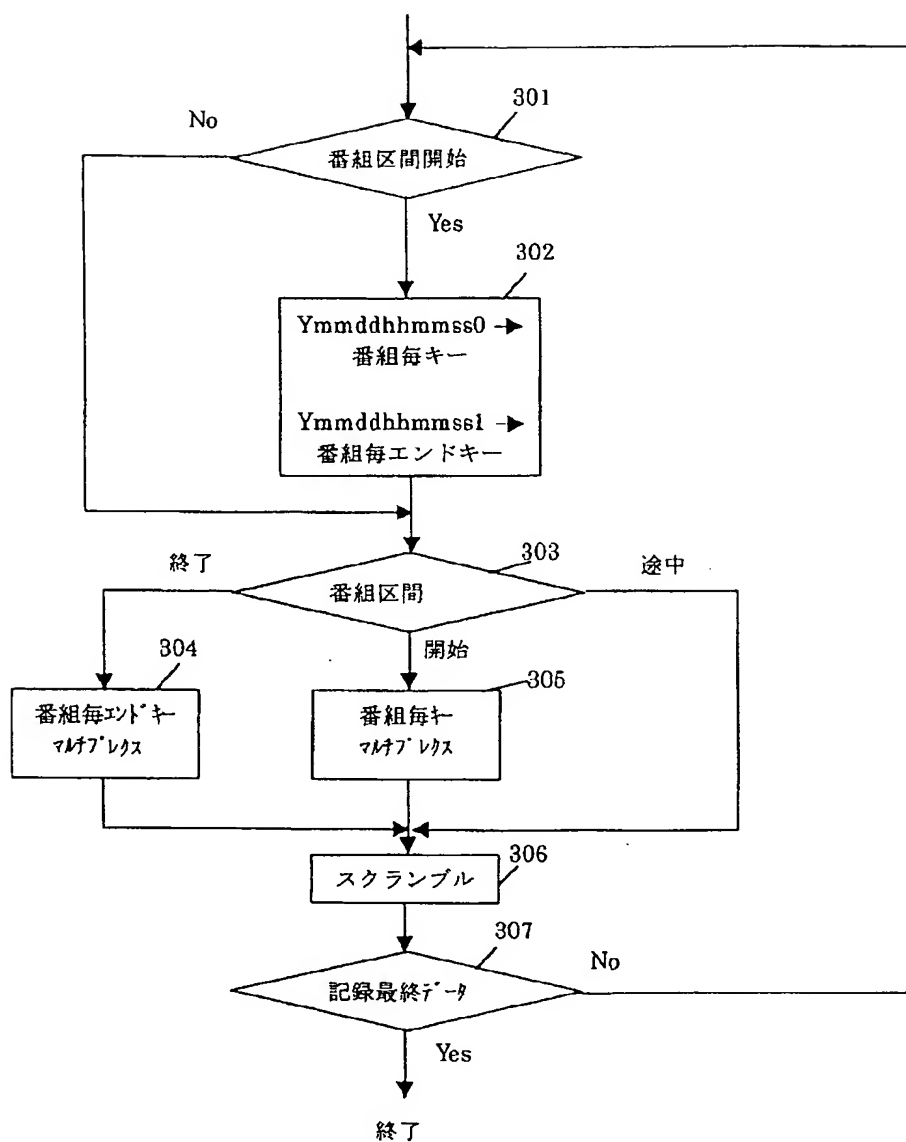 301
No
番組区間開始
Yes
302
Ymmddhhmmss0 →
番組毎キー
Ymmddhhmmss1 →
番組毎エンドキー
303
終了
番組区間
途中
304
開始
305
番組毎ｴﾝﾄﾞｷｰ
ﾏﾙﾁﾌﾟﾚｸｽ
番組毎ｷｰ
ﾏﾙﾁﾌﾟﾚｸｽ
306
スクランブル
307
No
記録最終ﾃﾞｰﾀ
Yes
終了